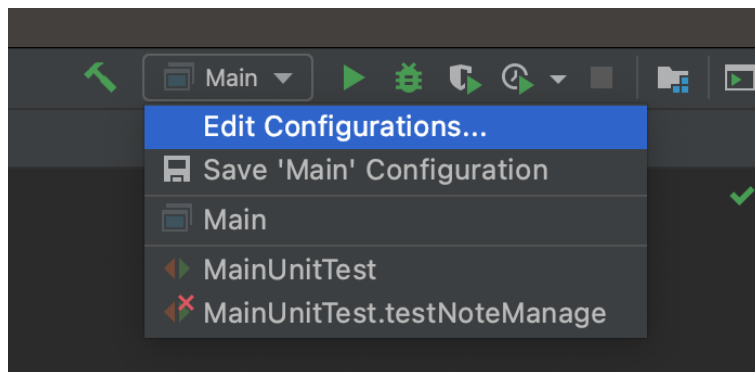 Main
Edit Configurations...
Save 'Main' Configuration
Main
MainUnitTest
MainUnitTest.testNoteManage